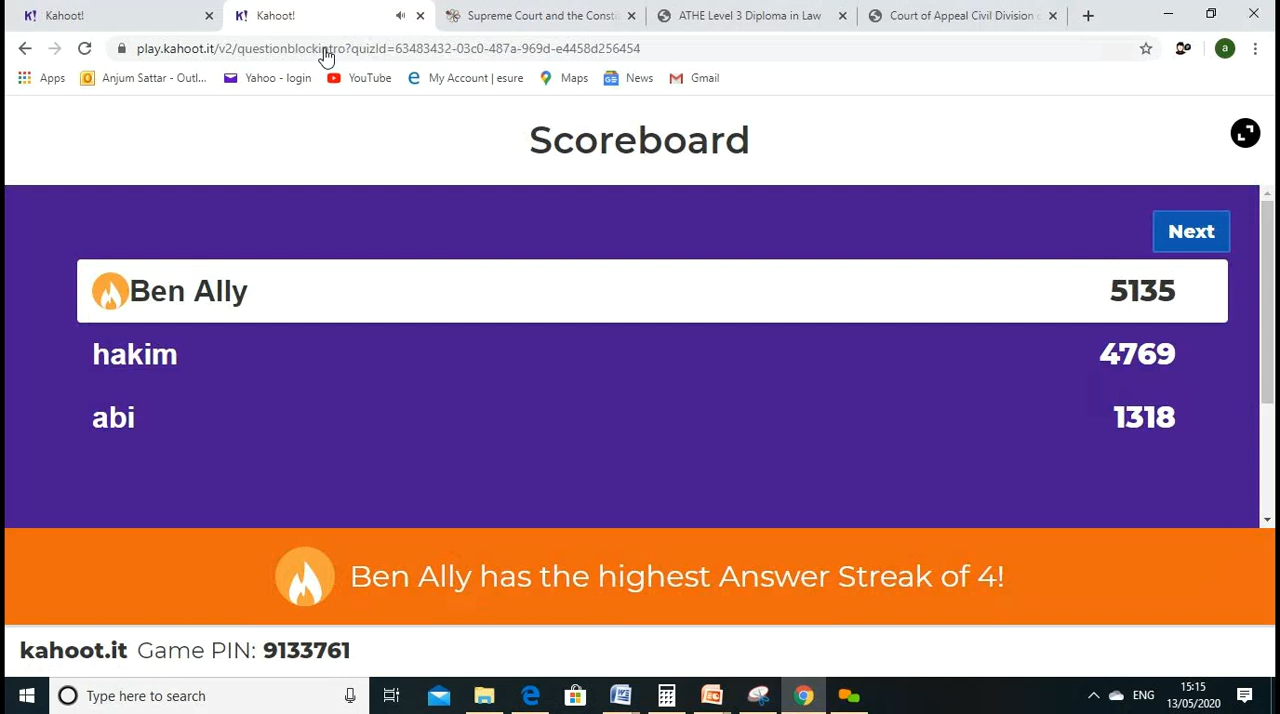 Kahoot!
Kahoot!
Supreme Court and the Const
ATHE Level 3 Diploma in Law
Court of Appeal Civil Division
play.kahoot.it/v2/questionblockintro?quizId=63483432-03c0-487a-969d-e4458d256454
a
Apps
Anjum Sattar - Outl...
Yahoo - login
YouTube
My Account | esure
Maps
News
Gmail
Scoreboard
Next
Ben Ally 5135
hakim 4769
abi 1318
Ben Ally has the highest Answer Streak of 4!
kahoot.it Game PIN: 9133761
Type here to search
ENG
15:15
13/05/2020